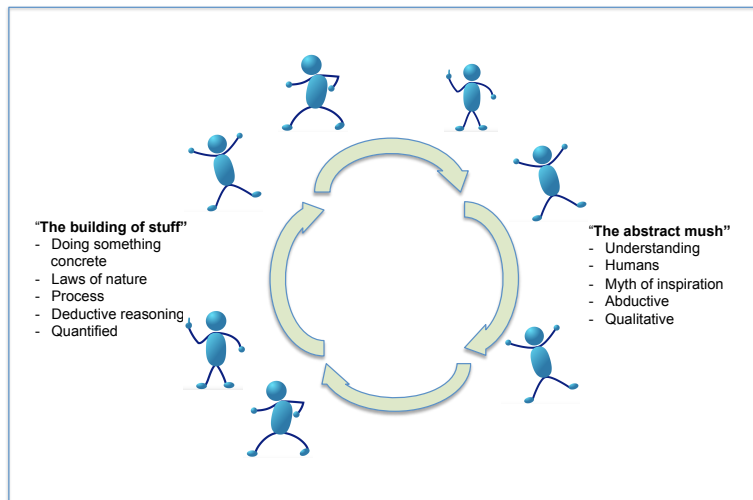 “The building of stuff”
- Doing something
concrete
- Laws of nature
- Process
- Deductive reasoning
- Quantified
“The abstract mush”
- Understanding
- Humans
- Myth of inspiration
- Abductive
- Qualitative